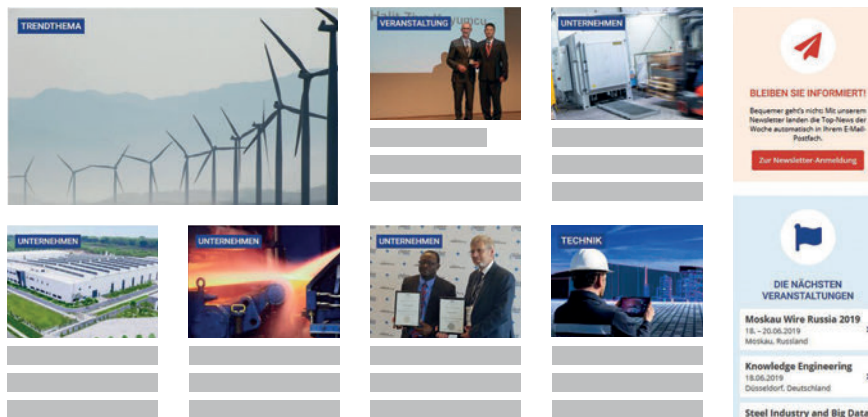 TRENDTHEMA
VERANSTALTUNG
UNTERNEHMEN
UNTERNEHMEN
UNTERNEHMEN
UNTERNEHMEN
TECHNIK
BLEIBEN SIE INFORMIERT!
Bequemer geht's nicht: Mit unserem
Newsletter landen die Top-News der
Woche automatisch in Ihrem E-Mail-
Postfach.
Zur Newsletter-Anmeldung
DIE NÄCHSTEN
VERANSTALTUNGEN
Moskau Wire Russia 2019
18. – 20.06.2019
Moskau, Russland
Knowledge Engineering
19.06.2019
Düsseldorf, Deutschland
Steel Industry and Big Data